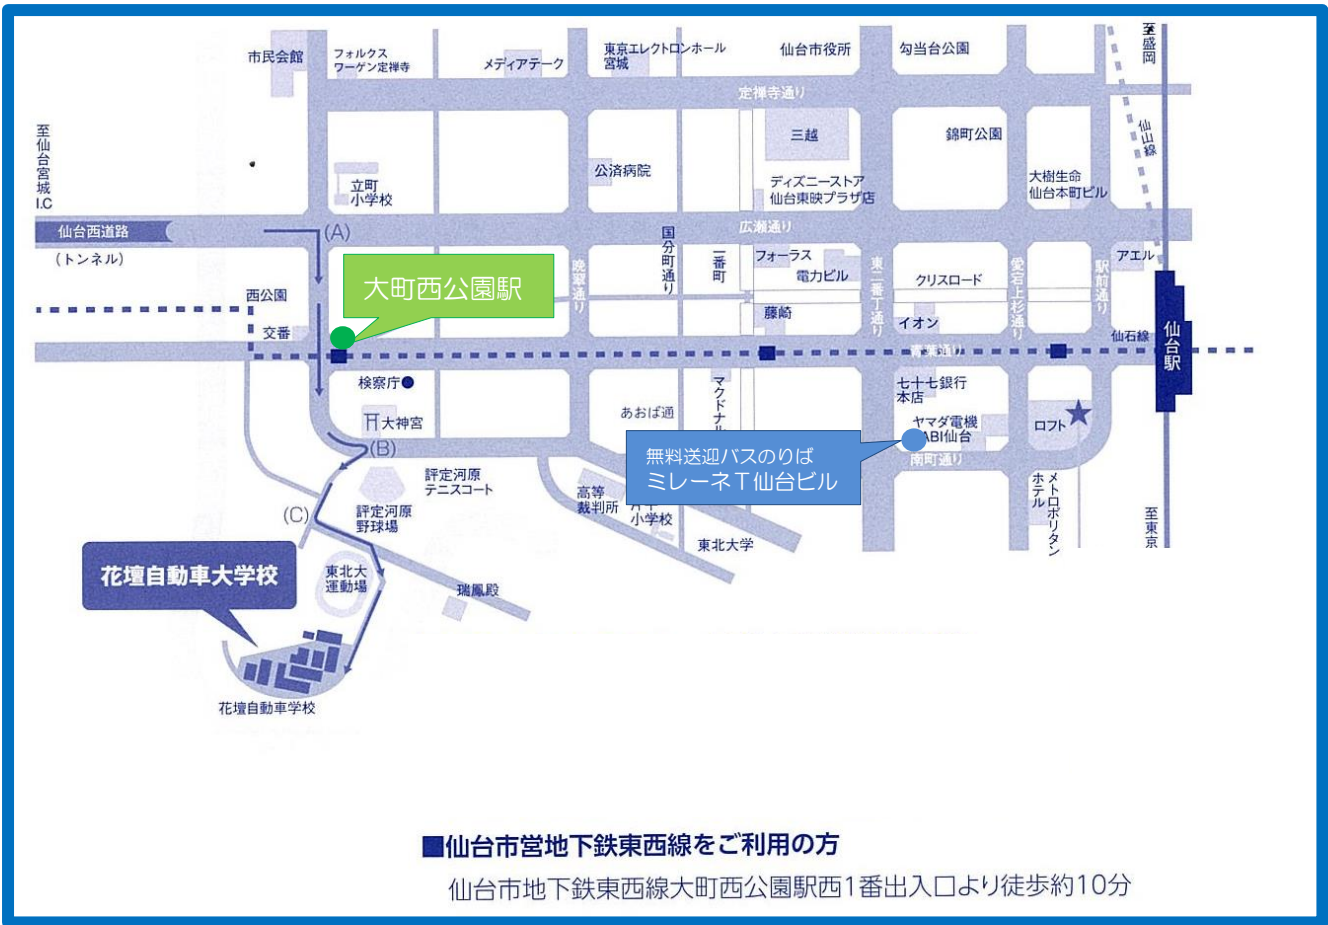 市民会館
フォルクス
ワーゲン定禅寺
メディアテーク
東京エレクトロンホール
宮城
仙台市役所
勾当台公園
至盛岡
定禅寺通り
三越
錦町公園
仙山線
至仙台宮城
I.C
立町
小学校
公済病院
ディズニーストア
仙台東映プラザ店
大樹生命
仙台本町ビル
仙台西道路
(トンネル)
(A)
広瀬通り
国分町通り
一番町
フォーラス
電力ビル
東二番丁通り
クリスロード
愛宕上杉通り
駅前通り
アエル
晩翠通り
大町西公園駅
西公園
交番
藤崎
イオン
青葉通り
仙石線
仙台駅
検察庁
大神宮
マクドナル
七十七銀行
本店
あおば通
ヤマダ電機
ABI仙台
ロフト
(B)
無料送迎バスのりば
ミレーネT仙台ビル
南町通り
評定河原
テニスコート
高等
裁判所
小学校
メトロポリタン
ホテル
(C)
評定河原
野球場
東北大学
至東京
花壇自動車大学校
東北大
運動場
瑞鳳殿
花壇自動車学校
■仙台市営地下鉄東西線をご利用の方
仙台市地下鉄東西線大町西公園駅西1番出入口より徒歩約10分